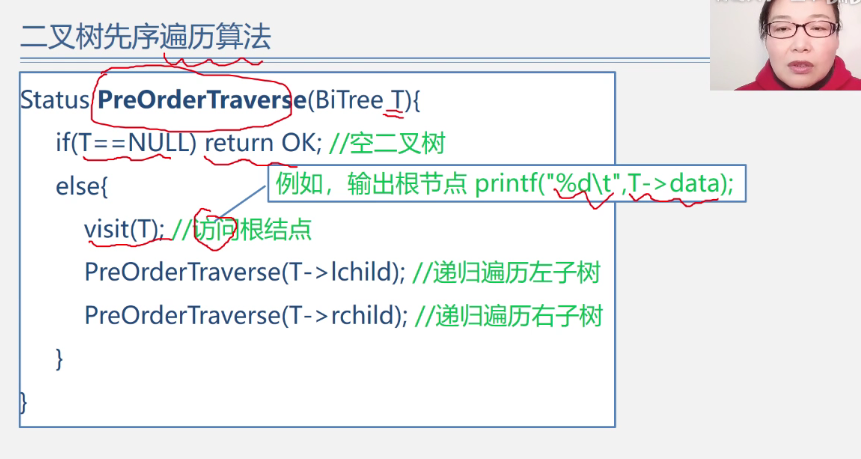 二叉树先序遍历算法
Status PreOrderTraverse(BiTree T){
if(T==NULL) return OK; //空二叉树
else{
例如，输出根节点 printf("%d\t",T->data);
visit(T); //访问根结点
PreOrderTraverse(T->lchild); //递归遍历左子树
PreOrderTraverse(T->rchild); //递归遍历右子树
}
}